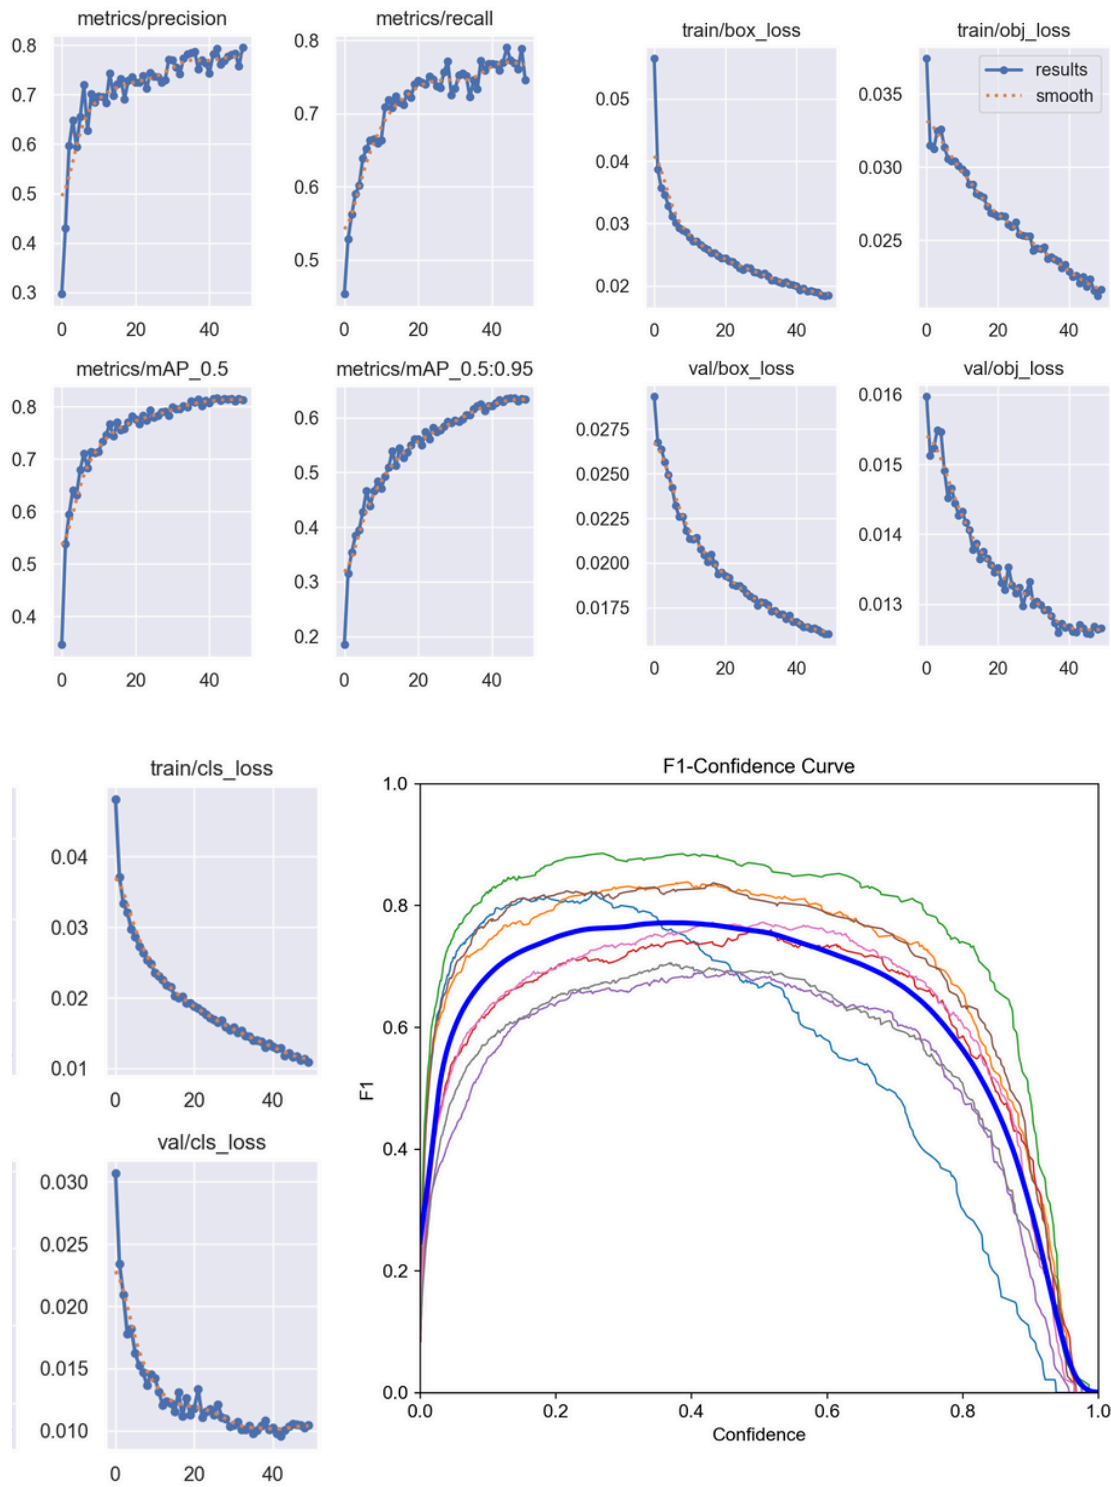 metrics/precision
0.8
0.7
0.6
0.5
0.4
0.3
0 20 40
metrics/recall
0.8
0.7
0.6
0.5
0 20 40
train/box_loss
0.05
0.04
0.03
0.02
0 20 40
train/obj_loss
results
smooth
0.035
0.030
0.025
0 20 40
metrics/mAP_0.5
0.8
0.7
0.6
0.5
0.4
0 20 40
metrics/mAP_0.5:0.95
0.6
0.5
0.4
0.3
0.2
0 20 40
val/box_loss
0.0275
0.0250
0.0225
0.0200
0.0175
0 20 40
val/obj_loss
0.016
0.015
0.014
0.013
0 20 40
train/cls_loss
0.04
0.03
0.02
0.01
0 20 40
val/cls_loss
0.030
0.025
0.020
0.015
0.010
0 20 40
F1-Confidence Curve
1.0
0.8
0.6
0.4
0.2
0.0
F1
0.0 0.2 0.4 0.6 0.8 1.0
Confidence